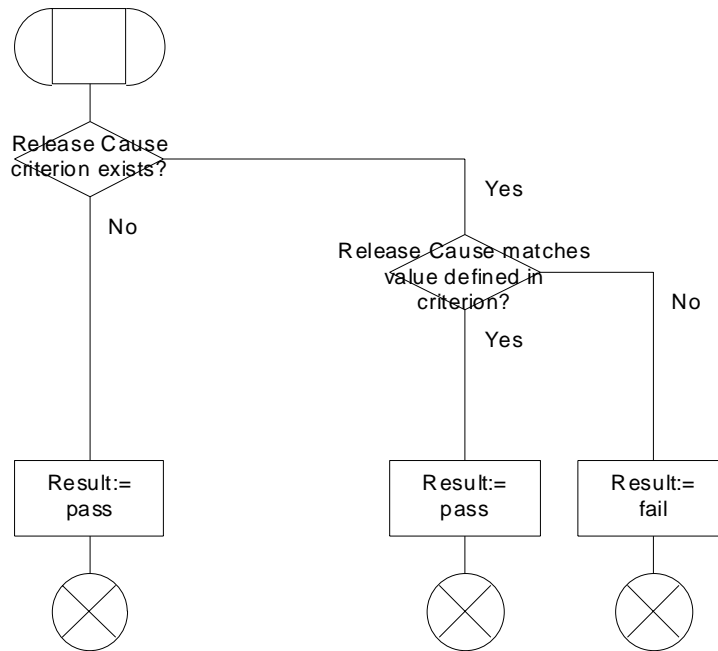 Release Cause
criterion exists?
Yes
No
Release Cause matches
value defined in
criterion?
No
Yes
Result:=
pass
Result:=
pass
Result:=
fail